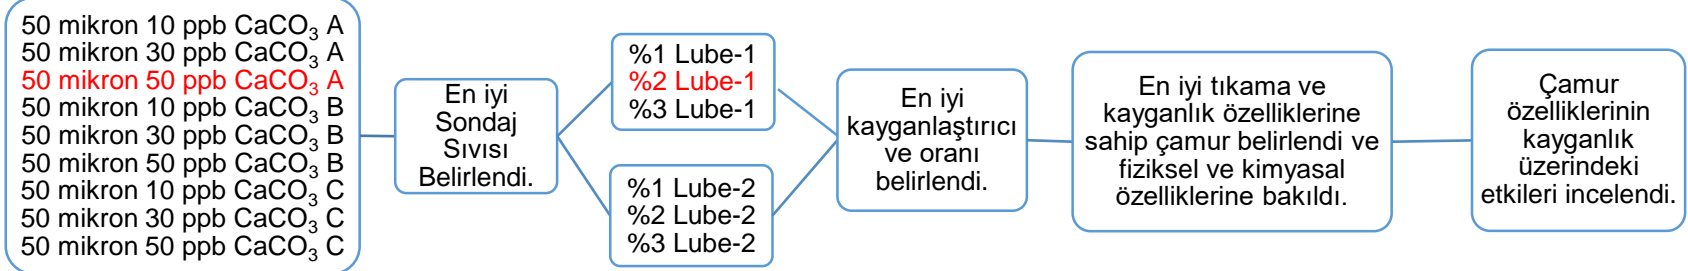 50 mikron 10 ppb CaCO₃ A
50 mikron 30 ppb CaCO₃ A
50 mikron 50 ppb CaCO₃ A
50 mikron 10 ppb CaCO₃ B
50 mikron 30 ppb CaCO₃ B
50 mikron 50 ppb CaCO₃ B
50 mikron 10 ppb CaCO₃ C
50 mikron 30 ppb CaCO₃ C
50 mikron 50 ppb CaCO₃ C
En iyi
Sondaj
Sıvısı
Belirlendi.
%1 Lube-1
%2 Lube-1
%3 Lube-1
%1 Lube-2
%2 Lube-2
%3 Lube-2
En iyi
kayganlaştırıcı
ve oranı
belirlendi.
En iyi tıkama ve
kayganlık özelliklerine
sahip çamur belirlendi ve
fiziksel ve kimyasal
özelliklerine bakıldı.
Çamur
özelliklerinin
kayganlık
üzerindeki
etkileri incelendi.